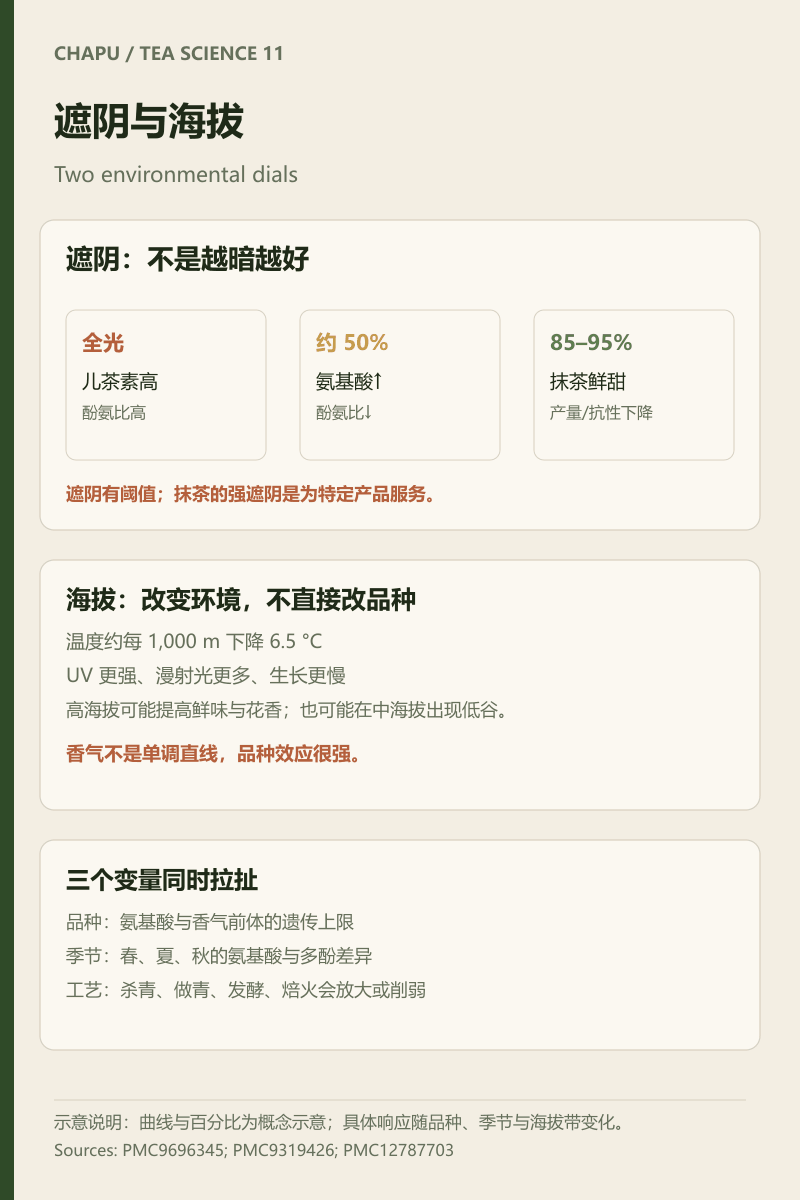 CHAPU / TEA SCIENCE 11
遮阴与海拔
Two environmental dials
遮阴：不是越暗越好
全光
儿茶素高
酚氨比高
约 50%
氨基酸↑
酚氨比↓
85–95%
抹茶鲜甜
产量/抗性下降
遮阴有阈值；抹茶的强遮阴是为特定产品服务。
海拔：改变环境，不直接改品种
温度约每 1,000 m 下降 6.5 °C
UV 更强、漫射光更多、生长更慢
高海拔可能提高鲜味与花香；也可能在中海拔出现低谷。
香气不是单调直线，品种效应很强。
三个变量同时拉扯
品种：氨基酸与香气前体的遗传上限
季节：春、夏、秋的氨基酸与多酚差异
工艺：杀青、做青、发酵、焙火会放大或削弱
示意说明：曲线与百分比为概念示意；具体响应随品种、季节与海拔带变化。
Sources: PMC9696345; PMC9319426; PMC12787703